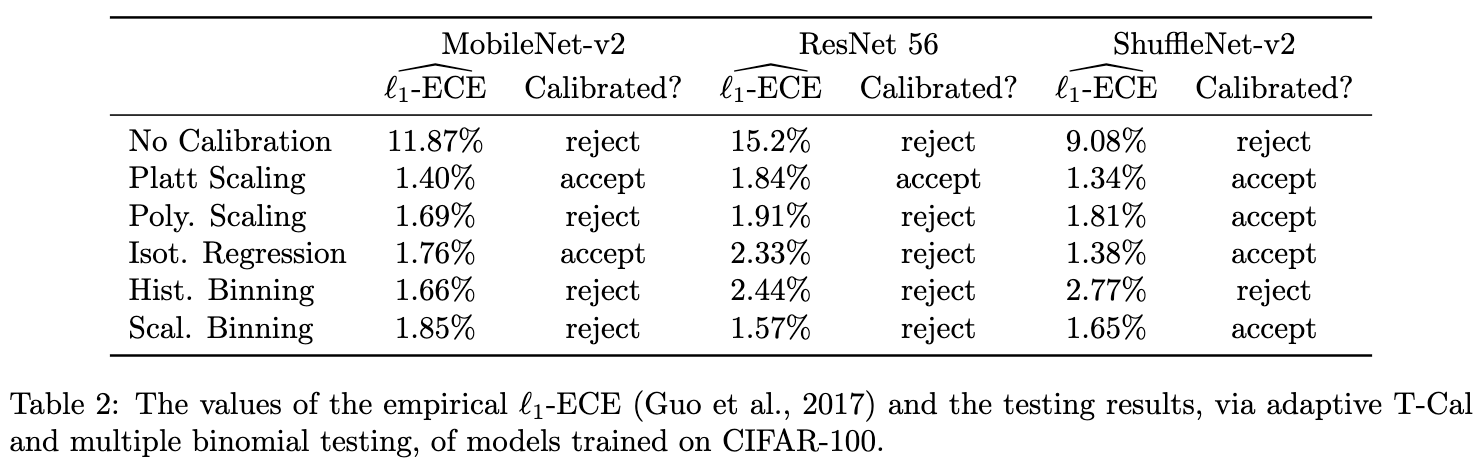 MobileNet-v2 ResNet 56 ShuffleNet-v2
$\widehat{\ell_1\text{-ECE}}$ Calibrated? $\widehat{\ell_1\text{-ECE}}$ Calibrated? $\widehat{\ell_1\text{-ECE}}$ Calibrated?
No Calibration 11.87% reject 15.2% reject 9.08% reject
Platt Scaling 1.40% accept 1.84% accept 1.34% accept
Poly. Scaling 1.69% reject 1.91% reject 1.81% accept
Isot. Regression 1.76% accept 2.33% reject 1.38% accept
Hist. Binning 1.66% reject 2.44% reject 2.77% reject
Scal. Binning 1.85% reject 1.57% reject 1.65% accept
Table 2: The values of the empirical ℓ₁-ECE (Guo et al., 2017) and the testing results, via adaptive T-Cal
and multiple binomial testing, of models trained on CIFAR-100.